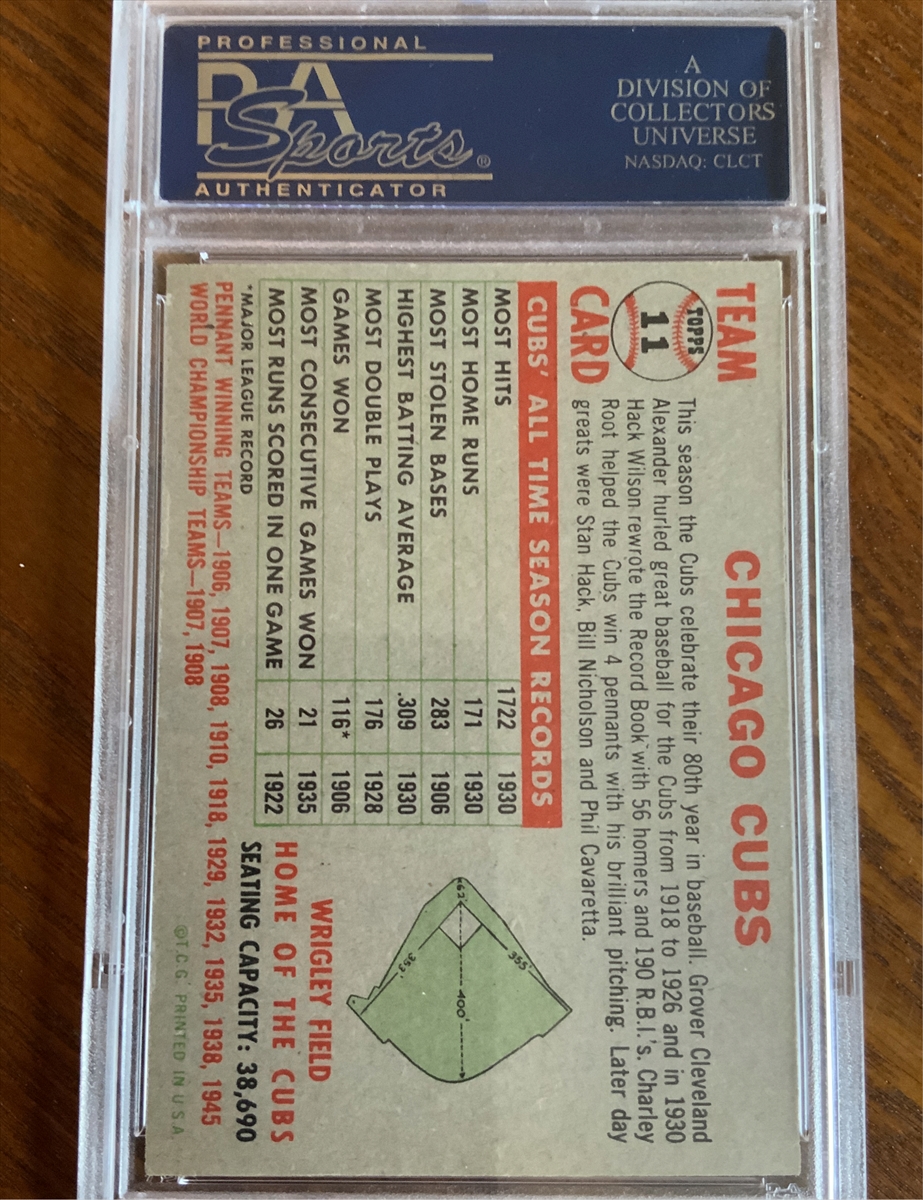 PROFESSIONAL
PSA
Sports®
AUTHENTICATOR
A
DIVISION OF
COLLECTORS
UNIVERSE
NASDAQ: CLCT
TEAM
TOPPS
11
CARD
CHICAGO CUBS
This season the Cubs celebrate their 80th year in baseball. Grover Cleveland
Alexander hurled great baseball for the Cubs from 1918 to 1926 and in 1930
Hack Wilson rewrote the Record Book with 56 homers and 190 R.B.I.'s. Charley
Root helped the Cubs win 4 pennants with his brilliant pitching. Later day
greats were Stan Hack, Bill Nicholson and Phil Cavaretta.
CUBS' ALL TIME SEASON RECORDS
MOST HITS 1722 1930
MOST HOME RUNS 171 1930
MOST STOLEN BASES 283 1906
HIGHEST BATTING AVERAGE .309 1930
MOST DOUBLE PLAYS 176 1928
GAMES WON 116* 1906
MOST CONSECUTIVE GAMES WON 21 1935
MOST RUNS SCORED IN ONE GAME 26 1922
*MAJOR LEAGUE RECORD
355'
62'
400'
353'
WRIGLEY FIELD
HOME OF THE CUBS
SEATING CAPACITY: 38,690
PENNANT WINNING TEAMS—1906, 1907, 1908, 1910, 1918, 1929, 1932, 1935, 1938, 1945
WORLD CHAMPIONSHIP TEAMS—1907, 1908
©T.C.G. PRINTED IN U.S.A.